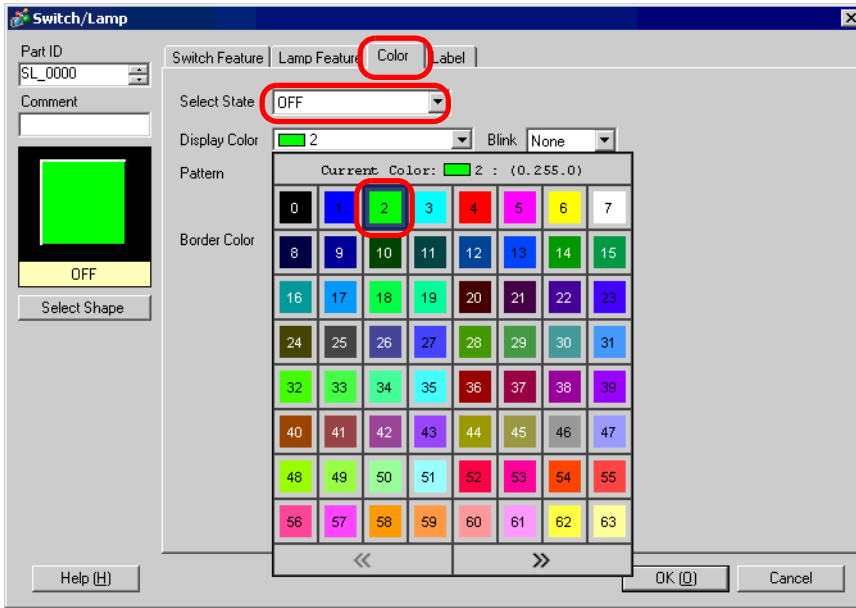 Switch/Lamp
Part ID
SL_0000
Comment
OFF
Select Shape
Switch Feature Lamp Feature Color Label
Select State OFF
Display Color 2 Blink None
Pattern
Border Color
Current Color: 2 : (0.255.0)
0 1 2 3 4 5 6 7
8 9 10 11 12 13 14 15
16 17 18 19 20 21 22 23
24 25 26 27 28 29 30 31
32 33 34 35 36 37 38 39
40 41 42 43 44 45 46 47
48 49 50 51 52 53 54 55
56 57 58 59 60 61 62 63
Help (H) OK (O) Cancel